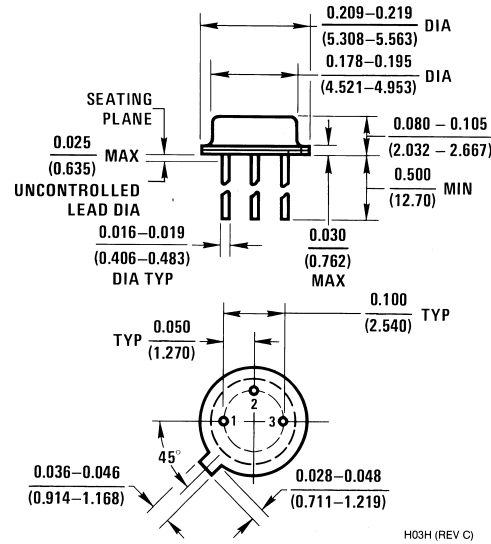 0.209–0.219 DIA
(5.308–5.563)
0.178–0.195 DIA
(4.521–4.953)
SEATING
PLANE
0.025 MAX
(0.635)
UNCONTROLLED
LEAD DIA
0.080 – 0.105
(2.032 – 2.667)
0.500 MIN
(12.70)
0.016–0.019
(0.406–0.483)
DIA TYP
0.030
(0.762)
MAX
0.100 TYP
(2.540)
TYP 0.050
(1.270)
2
1 3
45°
0.036–0.046
(0.914–1.168)
0.028–0.048
(0.711–1.219)
H03H (REV C)